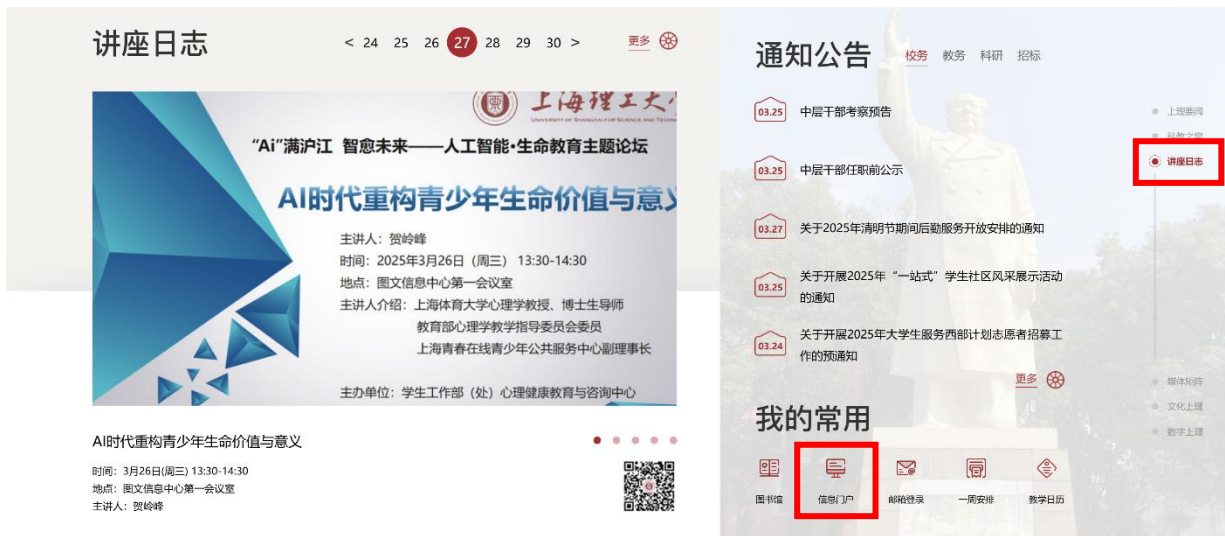 讲座日志
< 24 25 26 27 28 29 30 >
更多
上海理工大
UNIVERSITY OF SHANGHAI FOR SCIENCE AND TECHNO
“Ai”满沪江 智愈未来——人工智能·生命教育主题论坛
AI时代重构青少年生命价值与意义
主讲人：贺岭峰
时间：2025年3月26日（周三） 13:30-14:30
地点：图文信息中心第一会议室
主讲人介绍：上海体育大学心理学教授、博士生导师
教育部心理学教学指导委员会委员
上海青春在线青少年公共服务中心副理事长
主办单位：学生工作部（处）心理健康教育与咨询中心
AI时代重构青少年生命价值与意义
时间：3月26日(周三) 13:30-14:30
地点：图文信息中心第一会议室
主讲人：贺岭峰
通知公告 校务 教务 科研 招标
03.25 中层干部考察预告
03.25 中层干部任职前公示
03.27 关于2025年清明节期间后勤服务开放安排的通知
03.25 关于开展2025年“一站式”学生社区风采展示活动
的通知
03.24 关于开展2025年大学生服务西部计划志愿者招募工
作的预通知
更多
我的常用
图书馆 信息门户 邮箱登录 一周安排 教学日历
上理要闻
科教之窗
讲座日志
媒体矩阵
文化上理
数字上理